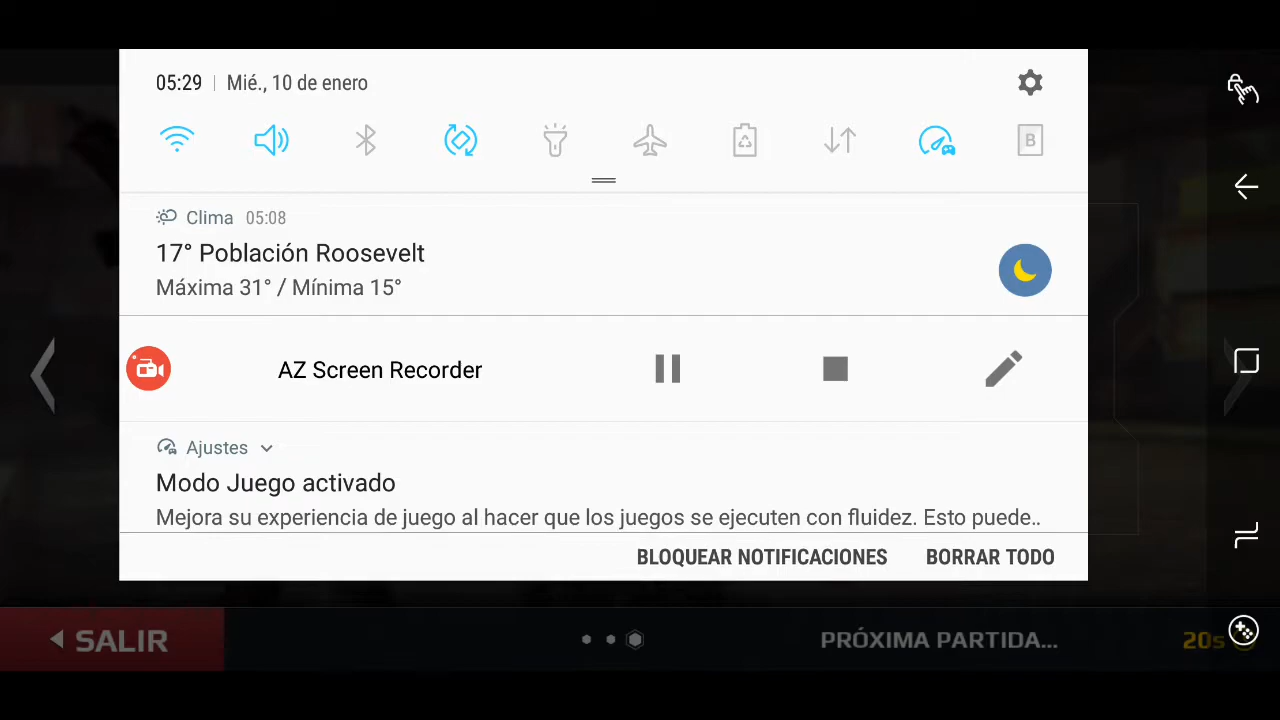 05:29 Mié., 10 de enero
B
Clima 05:08
17° Población Roosevelt
Máxima 31° / Mínima 15°
AZ Screen Recorder
Ajustes
Modo Juego activado
Mejora su experiencia de juego al hacer que los juegos se ejecuten con fluidez. Esto puede..
BLOQUEAR NOTIFICACIONES BORRAR TODO
SALIR PRÓXIMA PARTIDA... 20s